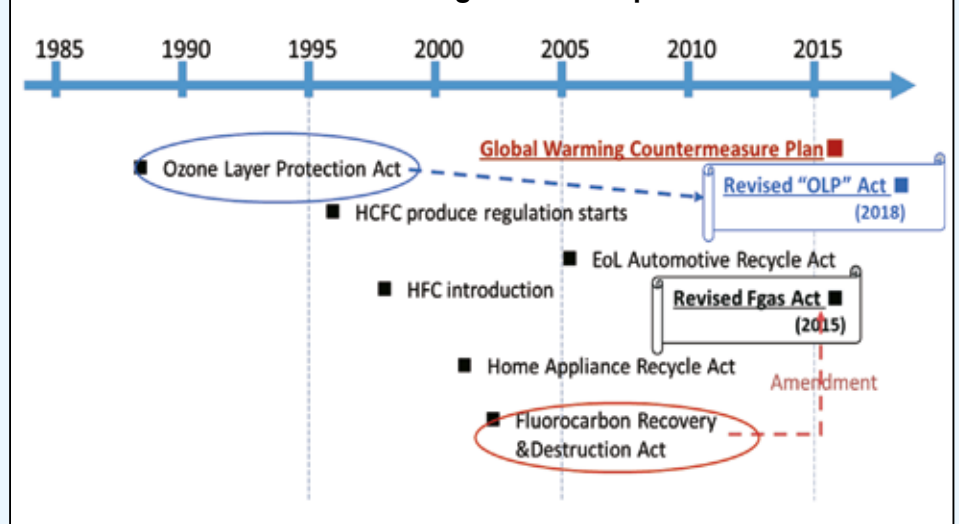 1985 1990 1995 2000 2005 2010 2015
Global Warming Countermeasure Plan
Ozone Layer Protection Act
Revised “OLP” Act
(2018)
HCFC produce regulation starts
EoL Automotive Recycle Act
HFC introduction
Revised Fgas Act
(2015)
Home Appliance Recycle Act
Amendment
Fluorocarbon Recovery
&Destruction Act